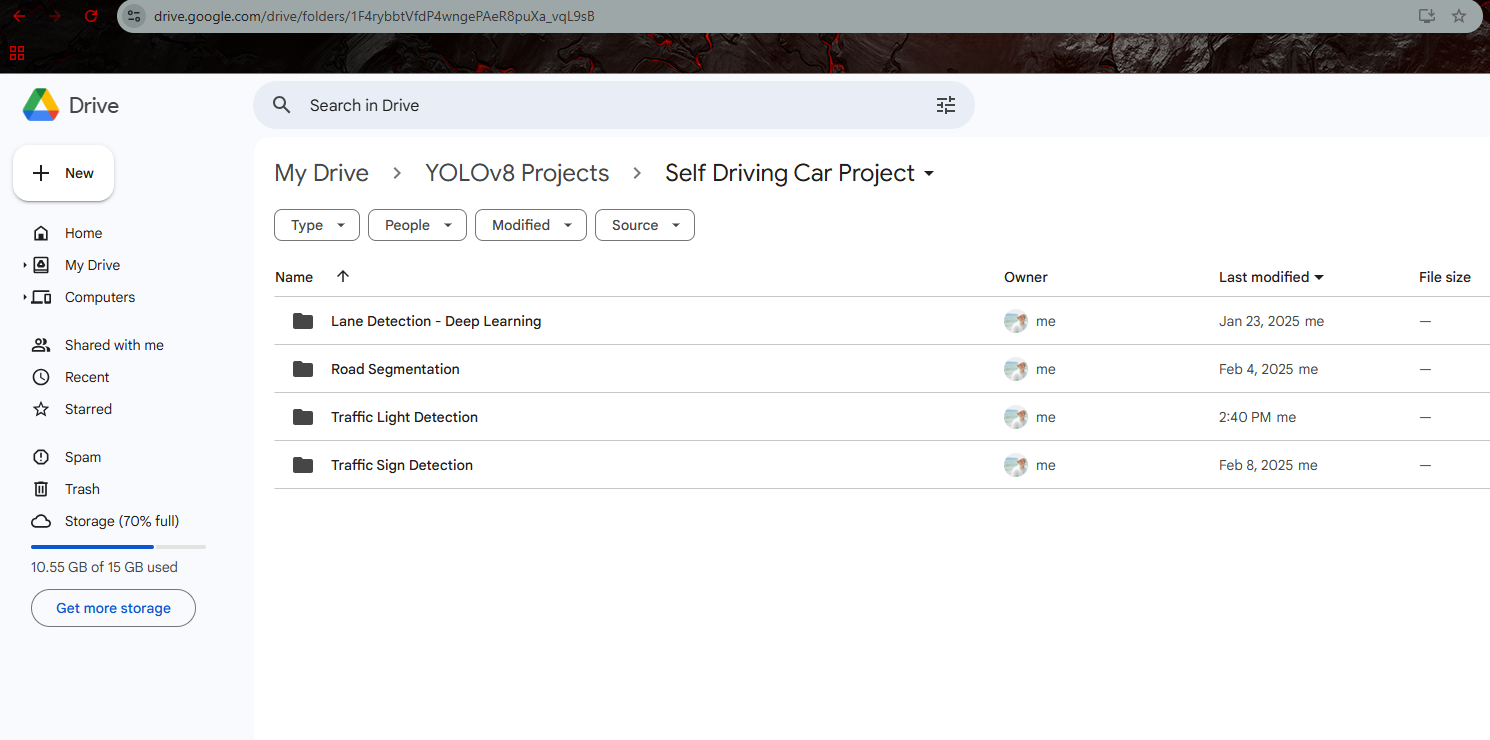 drive.google.com/drive/folders/1F4rybbtVfdP4wngePAeR8puXa_vqL9sB
Drive
Search in Drive
New
My Drive > YOLOv8 Projects > Self Driving Car Project
Type People Modified Source
Home
My Drive
Computers
Shared with me
Recent
Starred
Spam
Trash
Storage (70% full)
10.55 GB of 15 GB used
Get more storage
Name Owner Last modified File size
Lane Detection - Deep Learning me Jan 23, 2025 me —
Road Segmentation me Feb 4, 2025 me —
Traffic Light Detection me 2:40 PM me —
Traffic Sign Detection me Feb 8, 2025 me —